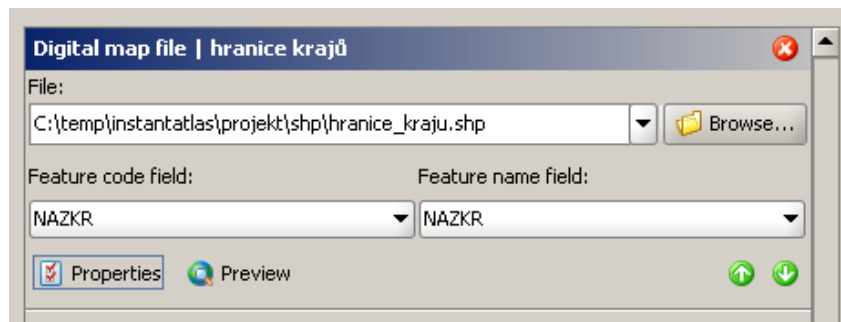 Digital map file | hranice krajů
File:
C:\temp\instantatlas\projekt\shp\hranice_kraju.shp Browse...
Feature code field: Feature name field:
NAZKR NAZKR
Properties Preview